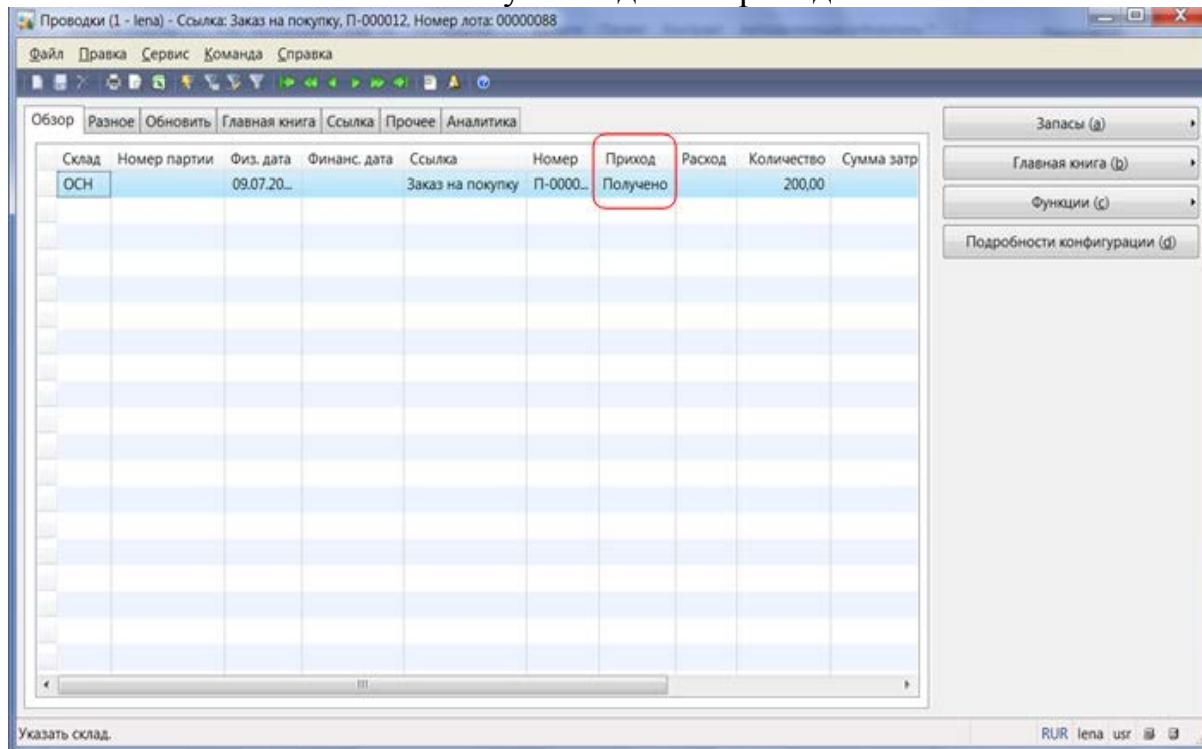 Проводки (1 - lena) - Ссылка: Заказ на покупку, П-000012, Номер лота: 00000088
Файл Правка Сервис Команда Справка
Обзор Разное Обновить Главная книга Ссылка Прочее Аналитика
Запасы (a)
Склад Номер партии Физ. дата Финанс. дата Ссылка Номер Приход Расход Количество Сумма затр
Главная книга (b)
ОСН 09.07.20... Заказ на покупку П-0000... Получено 200,00
Функции (c)
Подробности конфигурации (d)
Указать склад. RUR lena usr